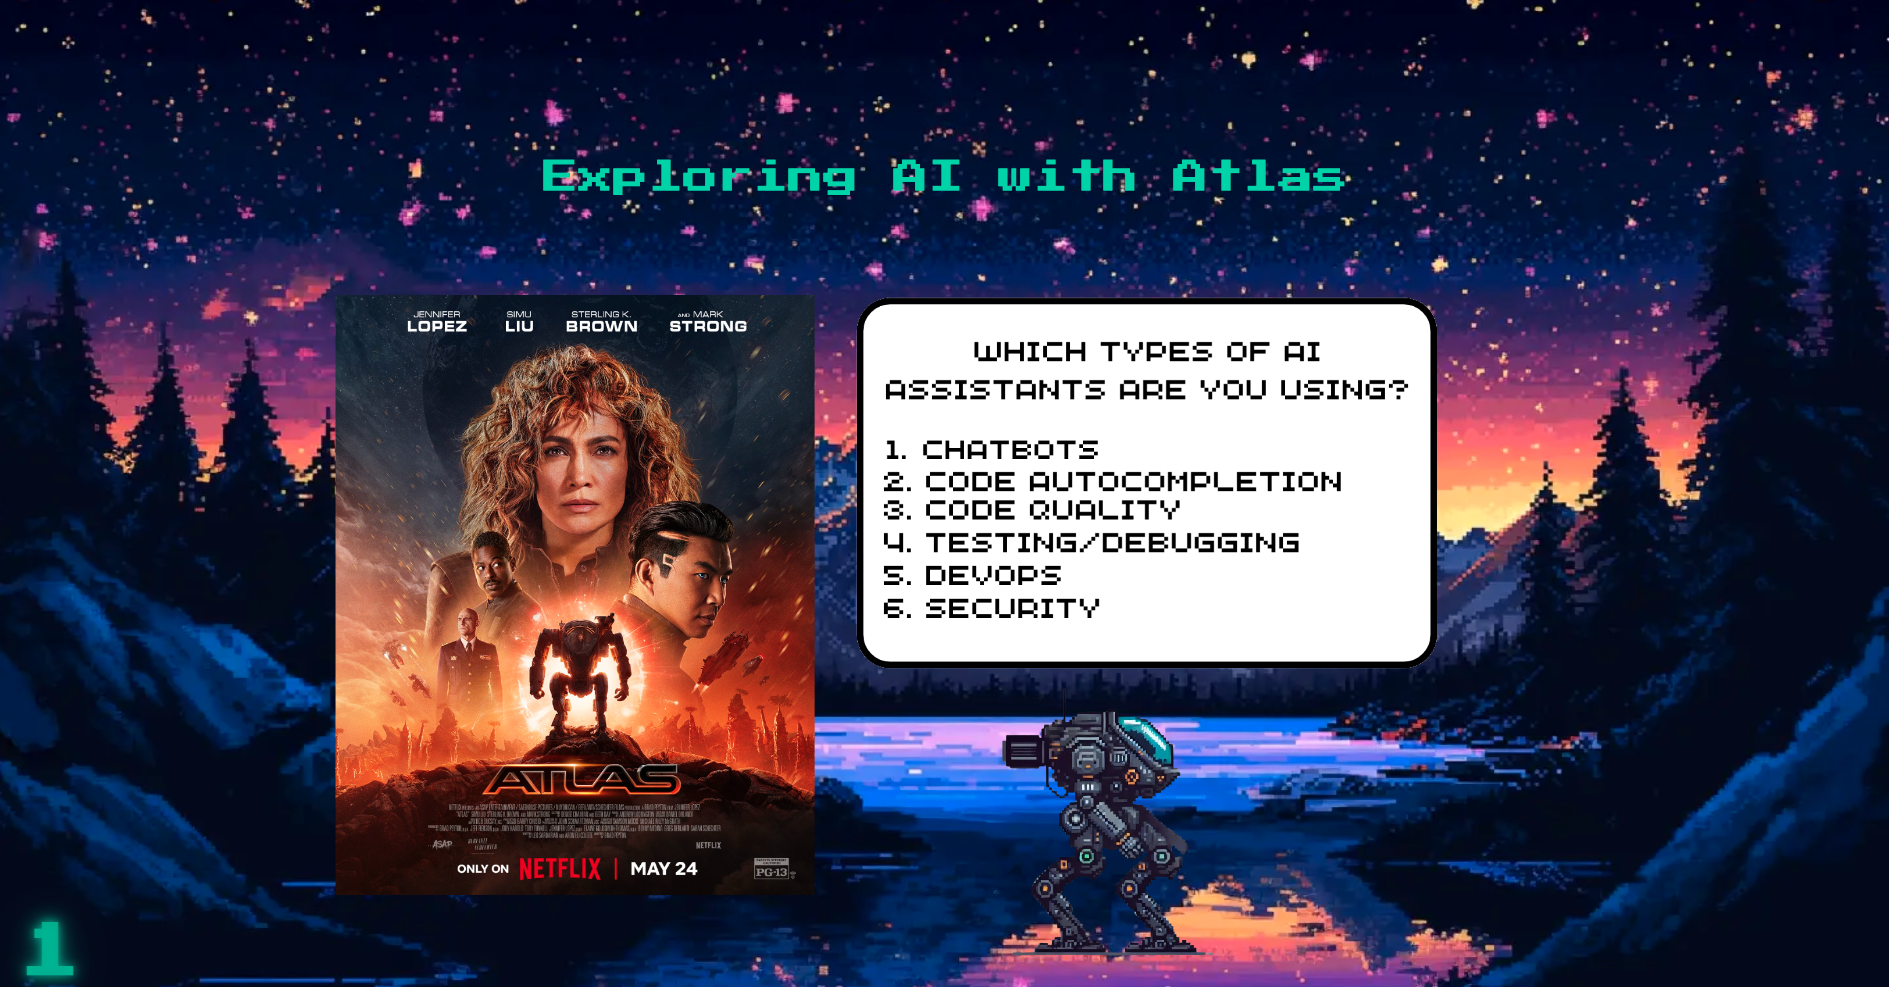 Exploring AI with Atlas
JENNIFER LOPEZ
SIMU LIU
STERLING K. BROWN
AND MARK STRONG
ATLAS
ASAP
NETFLIX
ONLY ON NETFLIX | MAY 24
PG-13
WHICH TYPES OF AI
ASSISTANTS ARE YOU USING?
1. CHATBOTS
2. CODE AUTOCOMPLETION
3. CODE QUALITY
4. TESTING/DEBUGGING
5. DEVOPS
6. SECURITY
1